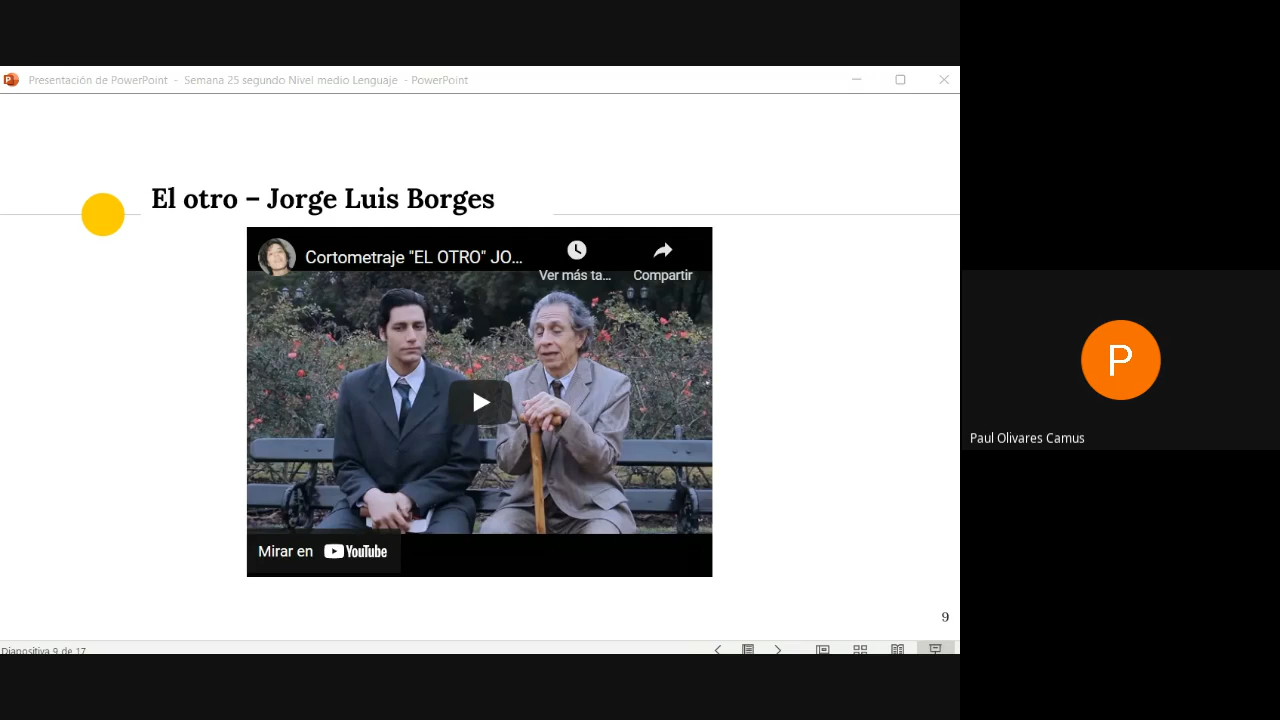 Presentación de PowerPoint - Semana 25 segundo Nivel medio Lenguaje - PowerPoint
El otro – Jorge Luis Borges
Cortometraje "EL OTRO" JO...
Ver más ta...
Compartir
Mirar en YouTube
P
Paul Olivares Camus
9
Diapositiva 9 de 17